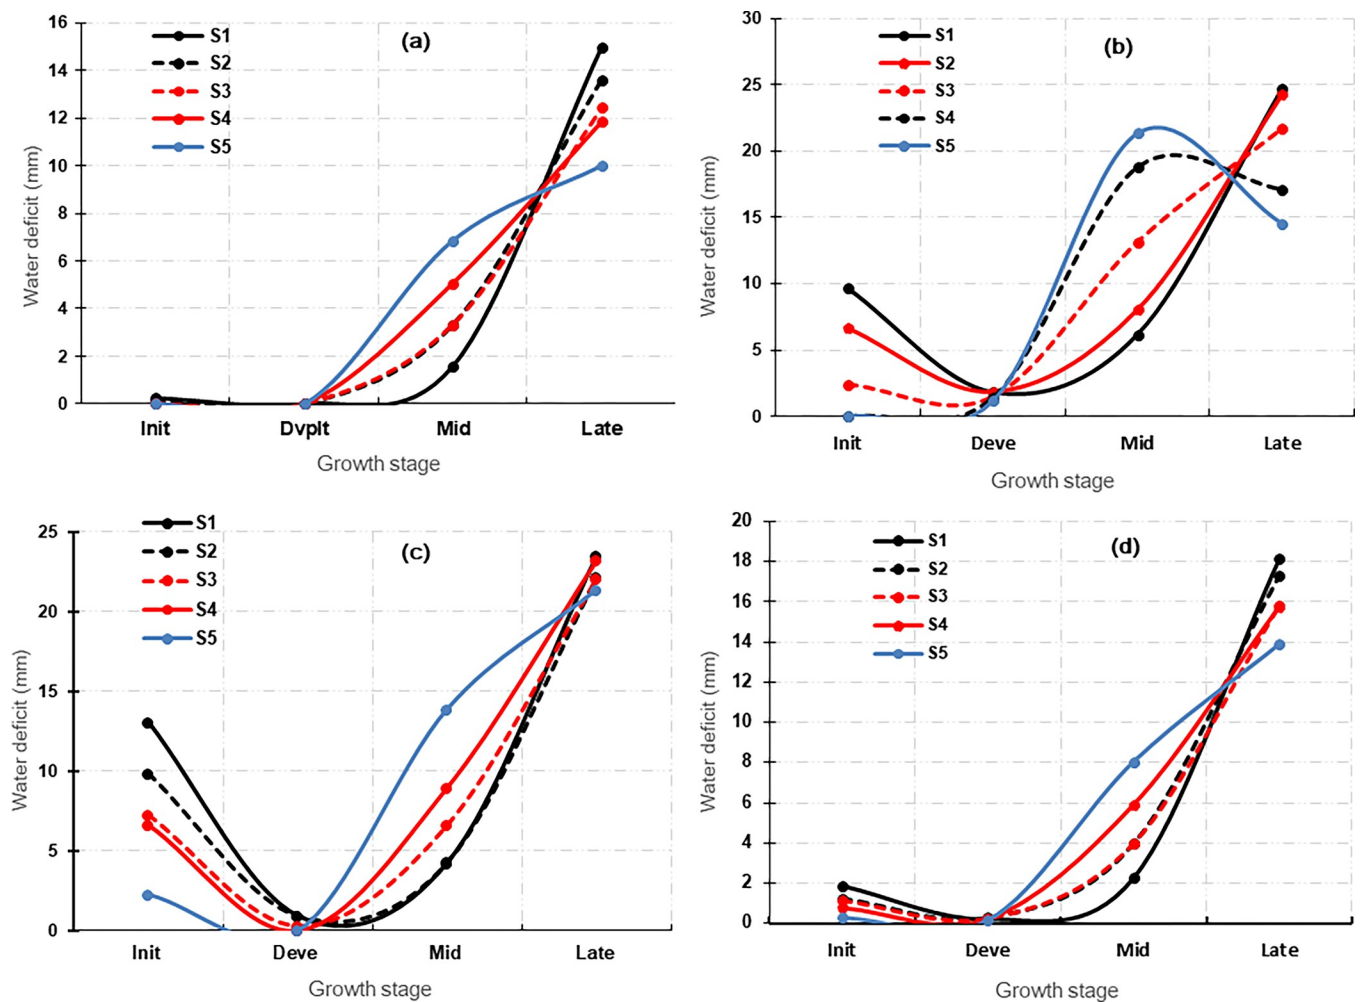 16
14
12
10
8
6
4
2
0
Water deficit (mm)
S1
S2
S3
S4
S5
(a)
Init Dvplt Mid Late
Growth stage
30
25
20
15
10
5
0
Water deficit (mm)
S1
S2
S3
S4
S5
(b)
Init Deve Mid Late
Growth stage
25
20
15
10
5
0
Water deficit (mm)
S1
S2
S3
S4
S5
(c)
Init Deve Mid Late
Growth stage
20
18
16
14
12
10
8
6
4
2
0
Water deficit (mm)
S1
S2
S3
S4
S5
(d)
Init Deve Mid Late
Growth stage